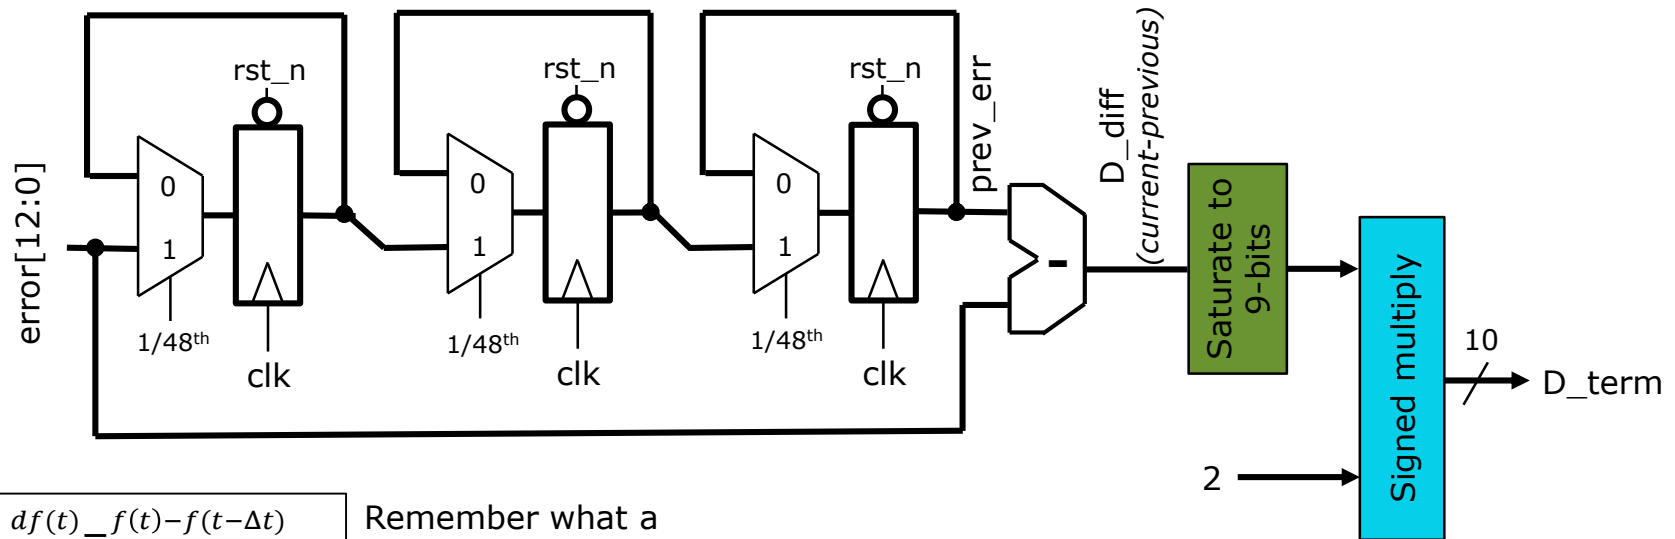 rst_n
rst_n
rst_n
error[12:0]
0
1
0
1
0
1
1/48th
1/48th
1/48th
clk
clk
clk
prev_err
-
D_diff
(current-previous)
Saturate to
9-bits
Signed multiply
2
10
D_term
df(t) = f(t)−f(t−Δt)
Remember what a